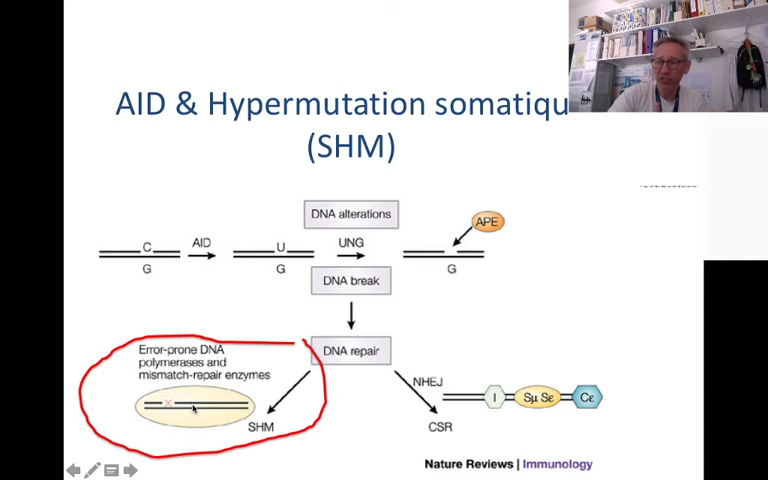 AID & Hypermutation somatiqu
(SHM)
DNA alterations
APE
C
AID
U
UNG
G
G
G
DNA break
Error-prone DNA
polymerases and
mismatch-repair enzymes
DNA repair
NHEJ
I
Sμ Sε
Cε
SHM
CSR
Nature Reviews | Immunology